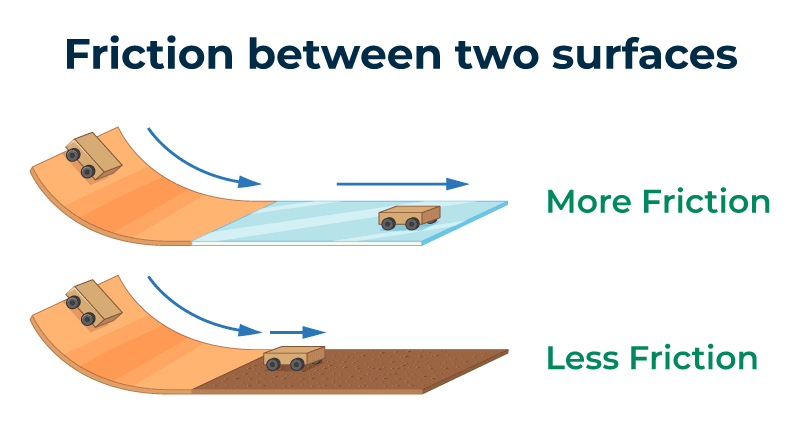 Friction between two surfaces
More Friction
Less Friction